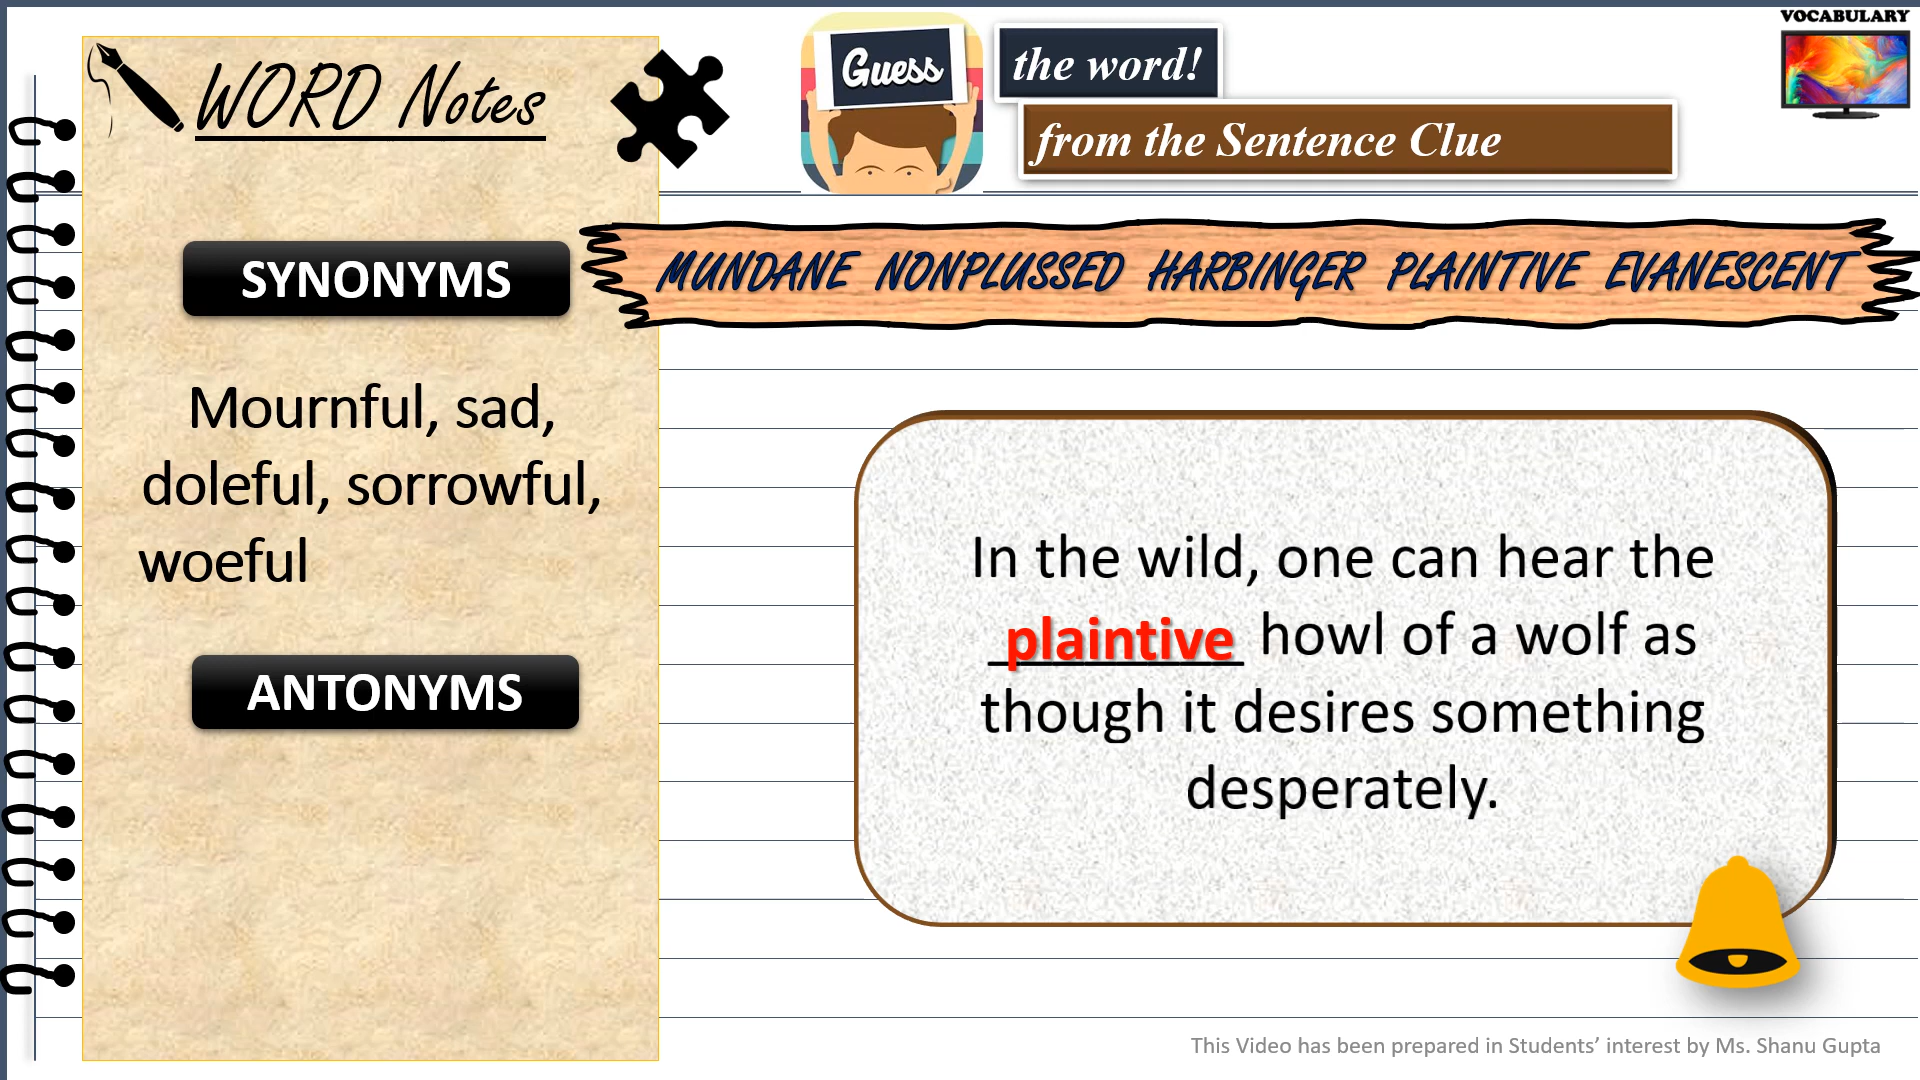 WORD Notes
SYNONYMS
Mournful, sad,
doleful, sorrowful,
woeful
ANTONYMS
Guess
the word!
from the Sentence Clue
VOCABULARY
MUNDANE NONPLUSSED HARBINGER PLAINTIVE EVANESCENT
In the wild, one can hear the
plaintive howl of a wolf as
though it desires something
desperately.
This Video has been prepared in Students’ interest by Ms. Shanu Gupta